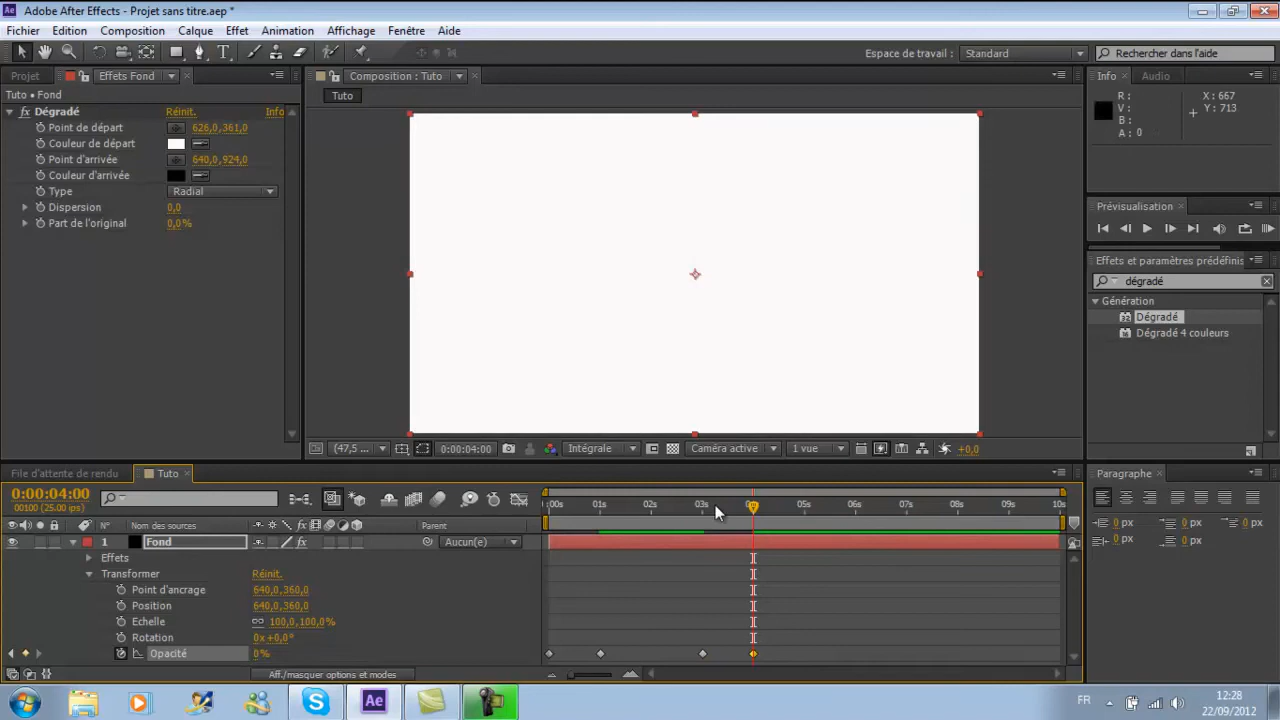 Adobe After Effects - Projet sans titre.aep *
Fichier Edition Composition Calque Effet Animation Affichage Fenêtre Aide
Espace de travail : Standard Rechercher dans l'aide
Projet Effets Fond Composition : Tuto Info Audio
Tuto • Fond Tuto
Dégradé Réinit. Info
Point de départ 626,0,361,0
Couleur de départ
Point d'arrivée 640,0,924,0
Couleur d'arrivée
Type Radial
Dispersion 0,0
Part de l'original 0,0%
R : X : 667
V : Y : 713
B :
A : 0
Prévisualisation
Effets et paramètres prédéfinis
dégradé
Génération
32 Dégradé
Dégradé 4 couleurs
(47,5 ... 0:00:04:00 Intégrale Caméra active 1 vue +0,0
File d'attente de rendu Tuto Paragraphe
0:00:04:00
00100 (25.00 ips)
:00s 01s 02s 03s 05s 06s 07s 08s 09s 10s
0 px 0 px 0 px
0 px 0 px
N° Nom des sources Parent
1 Fond Aucun(e)
Effets
Transformer Réinit.
Point d'ancrage 640,0,360,0
Position 640,0,360,0
Echelle 100,0,100,0%
Rotation 0x+0,0°
Opacité 0%
Aff./masquer options et modes
Ae FR 12:28
22/09/2012